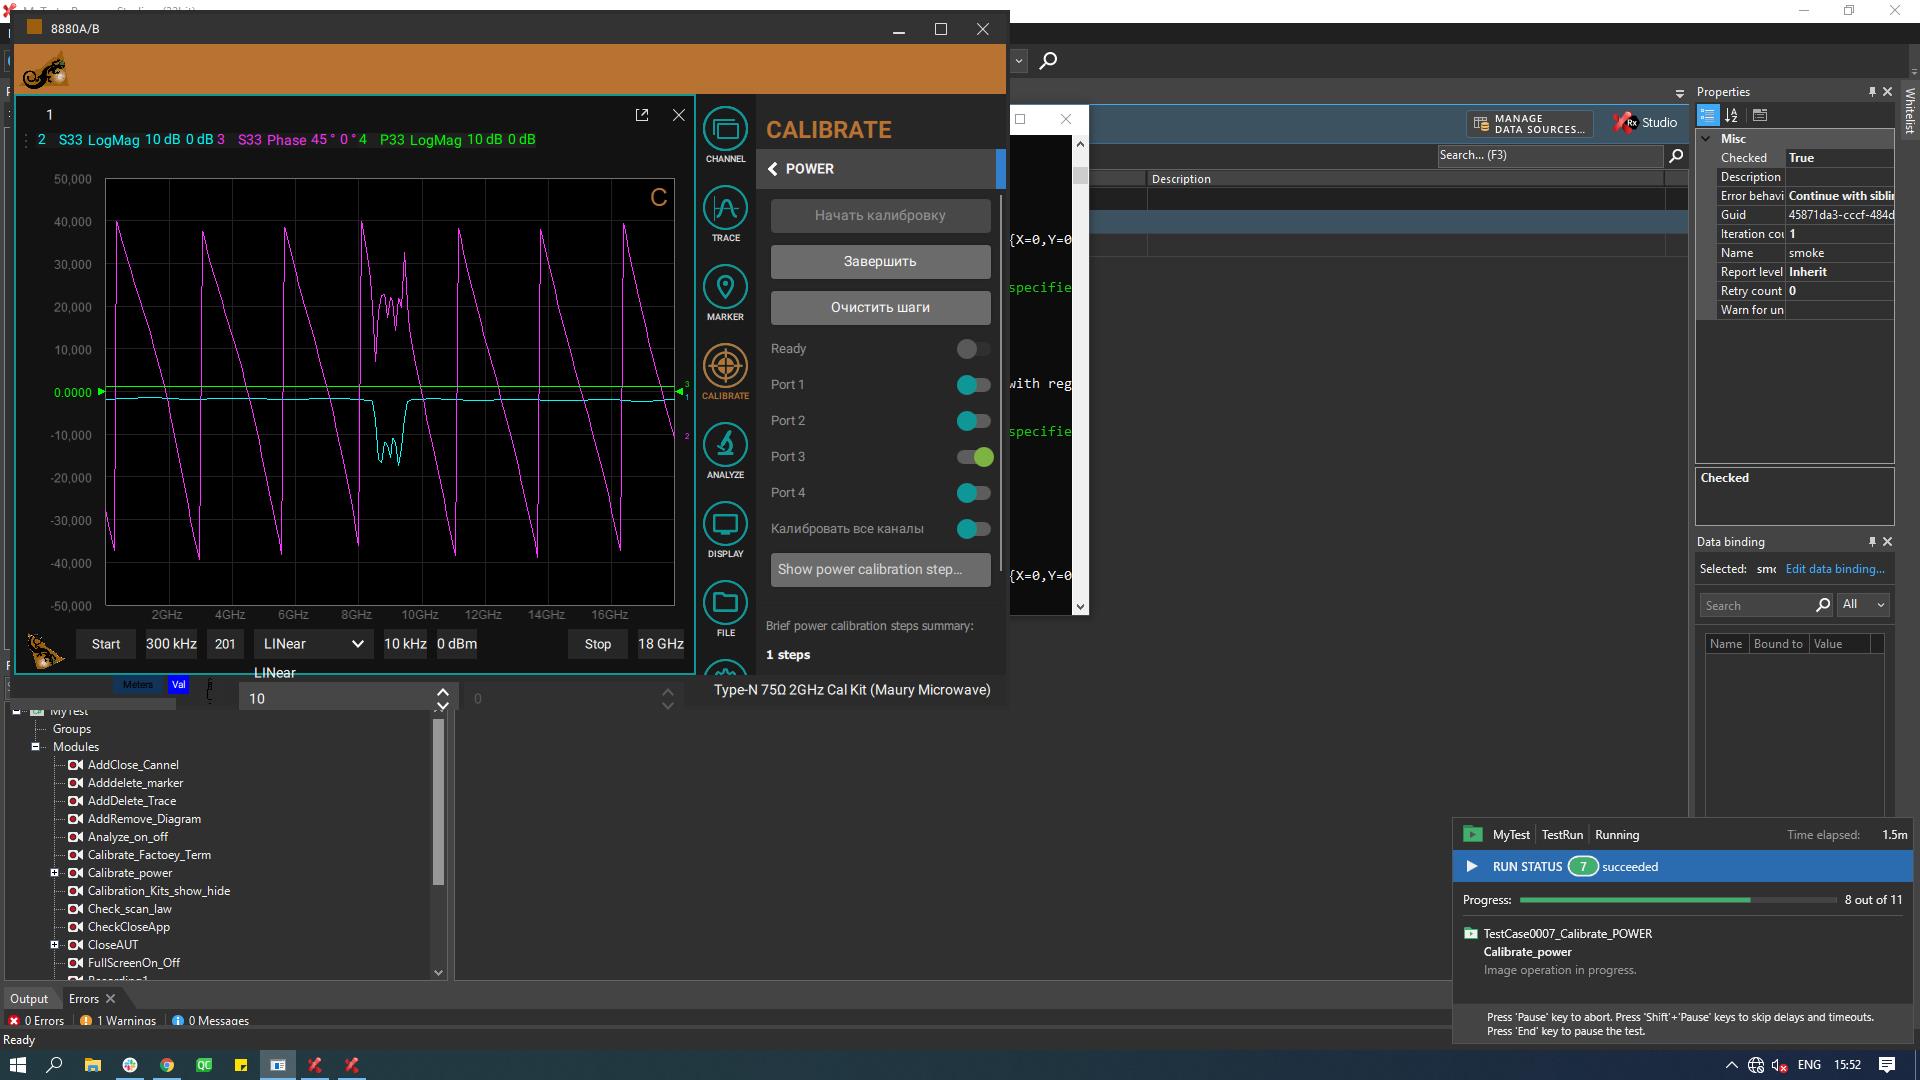 8880A/B
1
2 S33 LogMag 10 dB 0 dB 3 S33 Phase 45 ° 0 ° 4 P33 LogMag 10 dB 0 dB
C
50,000
40,000
30,000
20,000
10,000
0.0000
-10,000
-20,000
-30,000
-40,000
-50,000
3
1
2
2GHz 4GHz 6GHz 8GHz 10GHz 12GHz 14GHz 16GHz
Start 300 kHz 201 LINear 10 kHz 0 dBm Stop 18 GHz
LINear
Meters Val
10
0
Type-N 75Ω 2GHz Cal Kit (Maury Microwave)
CHANNEL
TRACE
MARKER
CALIBRATE
ANALYZE
DISPLAY
FILE
CALIBRATE
POWER
Начать калибровку
Завершить
Очистить шаги
Ready
Port 1
Port 2
Port 3
Port 4
Калибровать все каналы
Show power calibration step...
Brief power calibration steps summary:
1 steps
{X=0,Y=0
specifie
with reg
specifie
{X=0,Y=0
MANAGE
DATA SOURCES...
Rx Studio
Search... (F3)
Description
Properties
Whitelist
Misc
Checked True
Description
Error behavi Continue with siblin
Guid 45871da3-cccf-484d
Iteration cou 1
Name smoke
Report level Inherit
Retry count 0
Warn for un
Checked
Data binding
Selected: smo Edit data binding...
Search All
Name Bound to Value
MyTest
Groups
Modules
AddClose_Cannel
Adddelete_marker
AddDelete_Trace
AddRemove_Diagram
Analyze_on_off
Calibrate_Factoey_Term
Calibrate_power
Calibration_Kits_show_hide
Check_scan_law
CheckCloseApp
CloseAUT
FullScreenOn_Off
MyTest TestRun Running Time elapsed: 1.5m
RUN STATUS 7 succeeded
Progress: 8 out of 11
TestCase0007_Calibrate_POWER
Calibrate_power
Image operation in progress.
Press 'Pause' key to abort. Press 'Shift'+'Pause' keys to skip delays and timeouts.
Press 'End' key to pause the test.
Output Errors
0 Errors 1 Warnings 0 Messages
Ready
QC
ENG 15:52